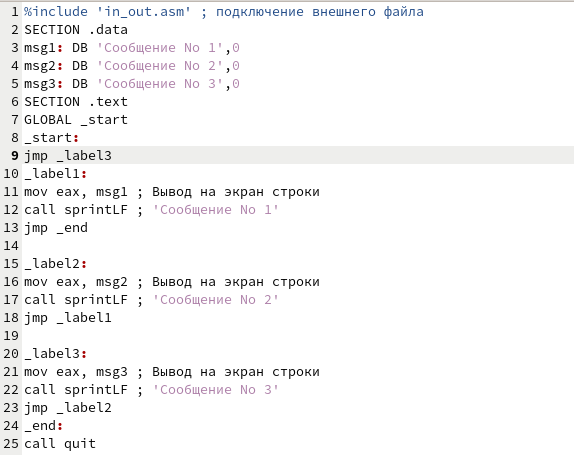 1 %include 'in_out.asm' ; подключение внешнего файла
2 SECTION .data
3 msg1: DB 'Сообщение No 1',0
4 msg2: DB 'Сообщение No 2',0
5 msg3: DB 'Сообщение No 3',0
6 SECTION .text
7 GLOBAL _start
8 _start:
9 jmp _label3
10 _label1:
11 mov eax, msg1 ; Вывод на экран строки
12 call sprintLF ; 'Сообщение No 1'
13 jmp _end
14
15 _label2:
16 mov eax, msg2 ; Вывод на экран строки
17 call sprintLF ; 'Сообщение No 2'
18 jmp _label1
19
20 _label3:
21 mov eax, msg3 ; Вывод на экран строки
22 call sprintLF ; 'Сообщение No 3'
23 jmp _label2
24 _end:
25 call quit